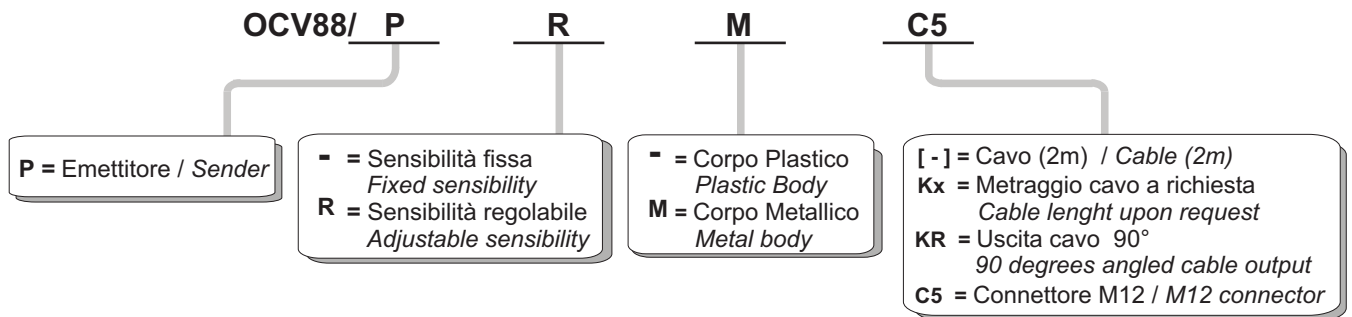 OCV88/ P R M C5
P = Emettitore / Sender
- = Sensibilità fissa
Fixed sensibility
R = Sensibilità regolabile
Adjustable sensibility
- = Corpo Plastico
Plastic Body
M = Corpo Metallico
Metal body
[ - ] = Cavo (2m) / Cable (2m)
Kx = Metraggio cavo a richiesta
Cable lenght upon request
KR = Uscita cavo 90°
90 degrees angled cable output
C5 = Connettore M12 / M12 connector